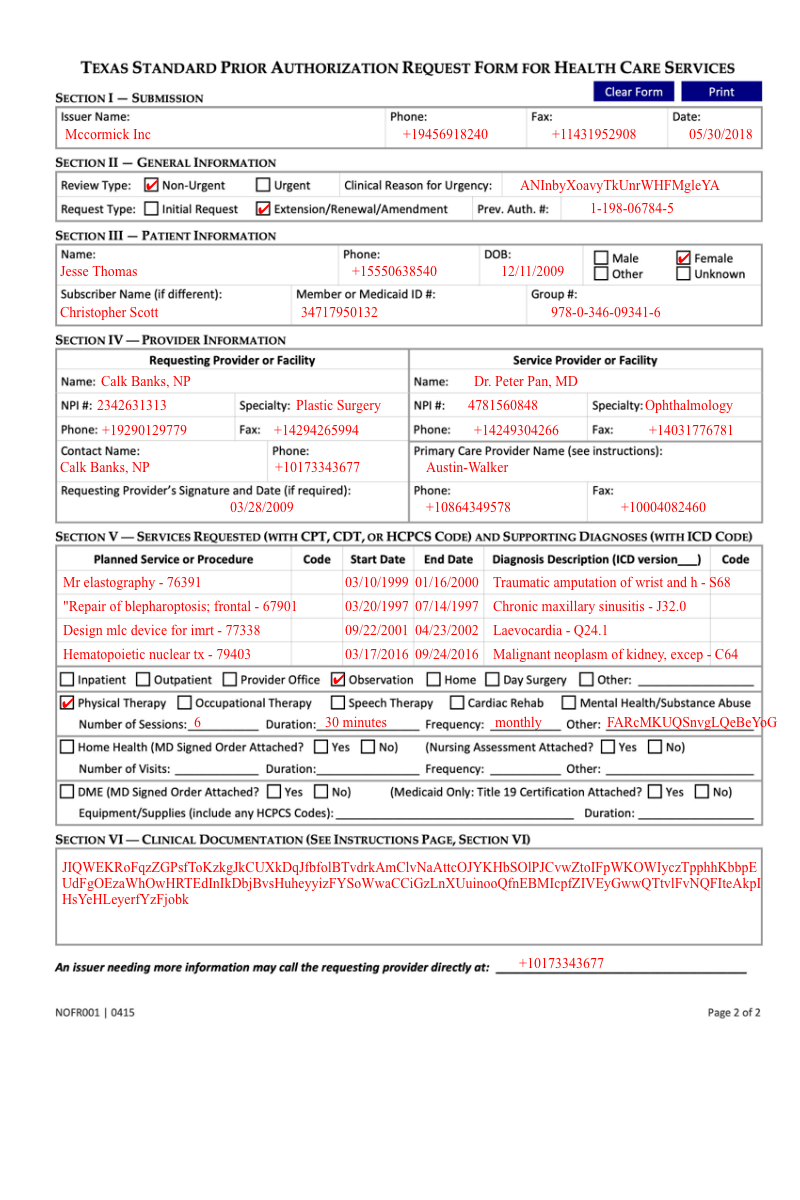 TEXAS STANDARD PRIOR AUTHORIZATION REQUEST FORM FOR HEALTH CARE SERVICES
SECTION I — SUBMISSION
Clear Form Print
Issuer Name: Phone: Fax: Date:
Mccormick Inc +19456918240 +11431952908 05/30/2018
SECTION II — GENERAL INFORMATION
Review Type: Non-Urgent Urgent Clinical Reason for Urgency: ANInbyXoavyTkUnrWHFMgleYA
Request Type: Initial Request Extension/Renewal/Amendment Prev. Auth. #: 1-198-06784-5
SECTION III — PATIENT INFORMATION
Name: Phone: DOB: Male Female
Jesse Thomas +15550638540 12/11/2009 Other Unknown
Subscriber Name (if different): Member or Medicaid ID #: Group #:
Christopher Scott 34717950132 978-0-346-09341-6
SECTION IV — PROVIDER INFORMATION
Requesting Provider or Facility Service Provider or Facility
Name: Calk Banks, NP Name: Dr. Peter Pan, MD
NPI #: 2342631313 Specialty: Plastic Surgery NPI #: 4781560848 Specialty: Ophthalmology
Phone: +19290129779 Fax: +14294265994 Phone: +14249304266 Fax: +14031776781
Contact Name: Phone: Primary Care Provider Name (see instructions):
Calk Banks, NP +10173343677 Austin-Walker
Requesting Provider's Signature and Date (if required): Phone: Fax:
03/28/2009 +10864349578 +10004082460
SECTION V — SERVICES REQUESTED (WITH CPT, CDT, OR HCPCS CODE) AND SUPPORTING DIAGNOSES (WITH ICD CODE)
Planned Service or Procedure Code Start Date End Date Diagnosis Description (ICD version___) Code
Mr elastography - 76391 03/10/1999 01/16/2000 Traumatic amputation of wrist and h - S68
"Repair of blepharoptosis; frontal - 67901 03/20/1997 07/14/1997 Chronic maxillary sinusitis - J32.0
Design mlc device for imrt - 77338 09/22/2001 04/23/2002 Laevocardia - Q24.1
Hematopoietic nuclear tx - 79403 03/17/2016 09/24/2016 Malignant neoplasm of kidney, excep - C64
Inpatient Outpatient Provider Office Observation Home Day Surgery Other:
Physical Therapy Occupational Therapy Speech Therapy Cardiac Rehab Mental Health/Substance Abuse
Number of Sessions: 6 Duration: 30 minutes Frequency: monthly Other: FARcMKUQSnvgLQeBeYoG
Home Health (MD Signed Order Attached? Yes No) (Nursing Assessment Attached? Yes No)
Number of Visits: Duration: Frequency: Other:
DME (MD Signed Order Attached? Yes No) (Medicaid Only: Title 19 Certification Attached? Yes No)
Equipment/Supplies (include any HCPCS Codes): Duration:
SECTION VI — CLINICAL DOCUMENTATION (SEE INSTRUCTIONS PAGE, SECTION VI)
JIQWEKRoFqzZGPsfToKzkgJkCUXkDqJfbfolBTvdrkAmClvNaAttcOJYKHbSOlPJCvwZtoIFpWKOWIyczTpphhKbbpE
UdFgOEzaWhOwHRTEdInIkDbjBvsHuheyyizFYSoWwaCCiGzLnXUuinooQfnEBMIcpfZIVEyGwwQTtvlFvNQFIteAkpI
HsYeHLeyerfYzFjobk
An issuer needing more information may call the requesting provider directly at: +10173343677
NOFR001 | 0415 Page 2 of 2